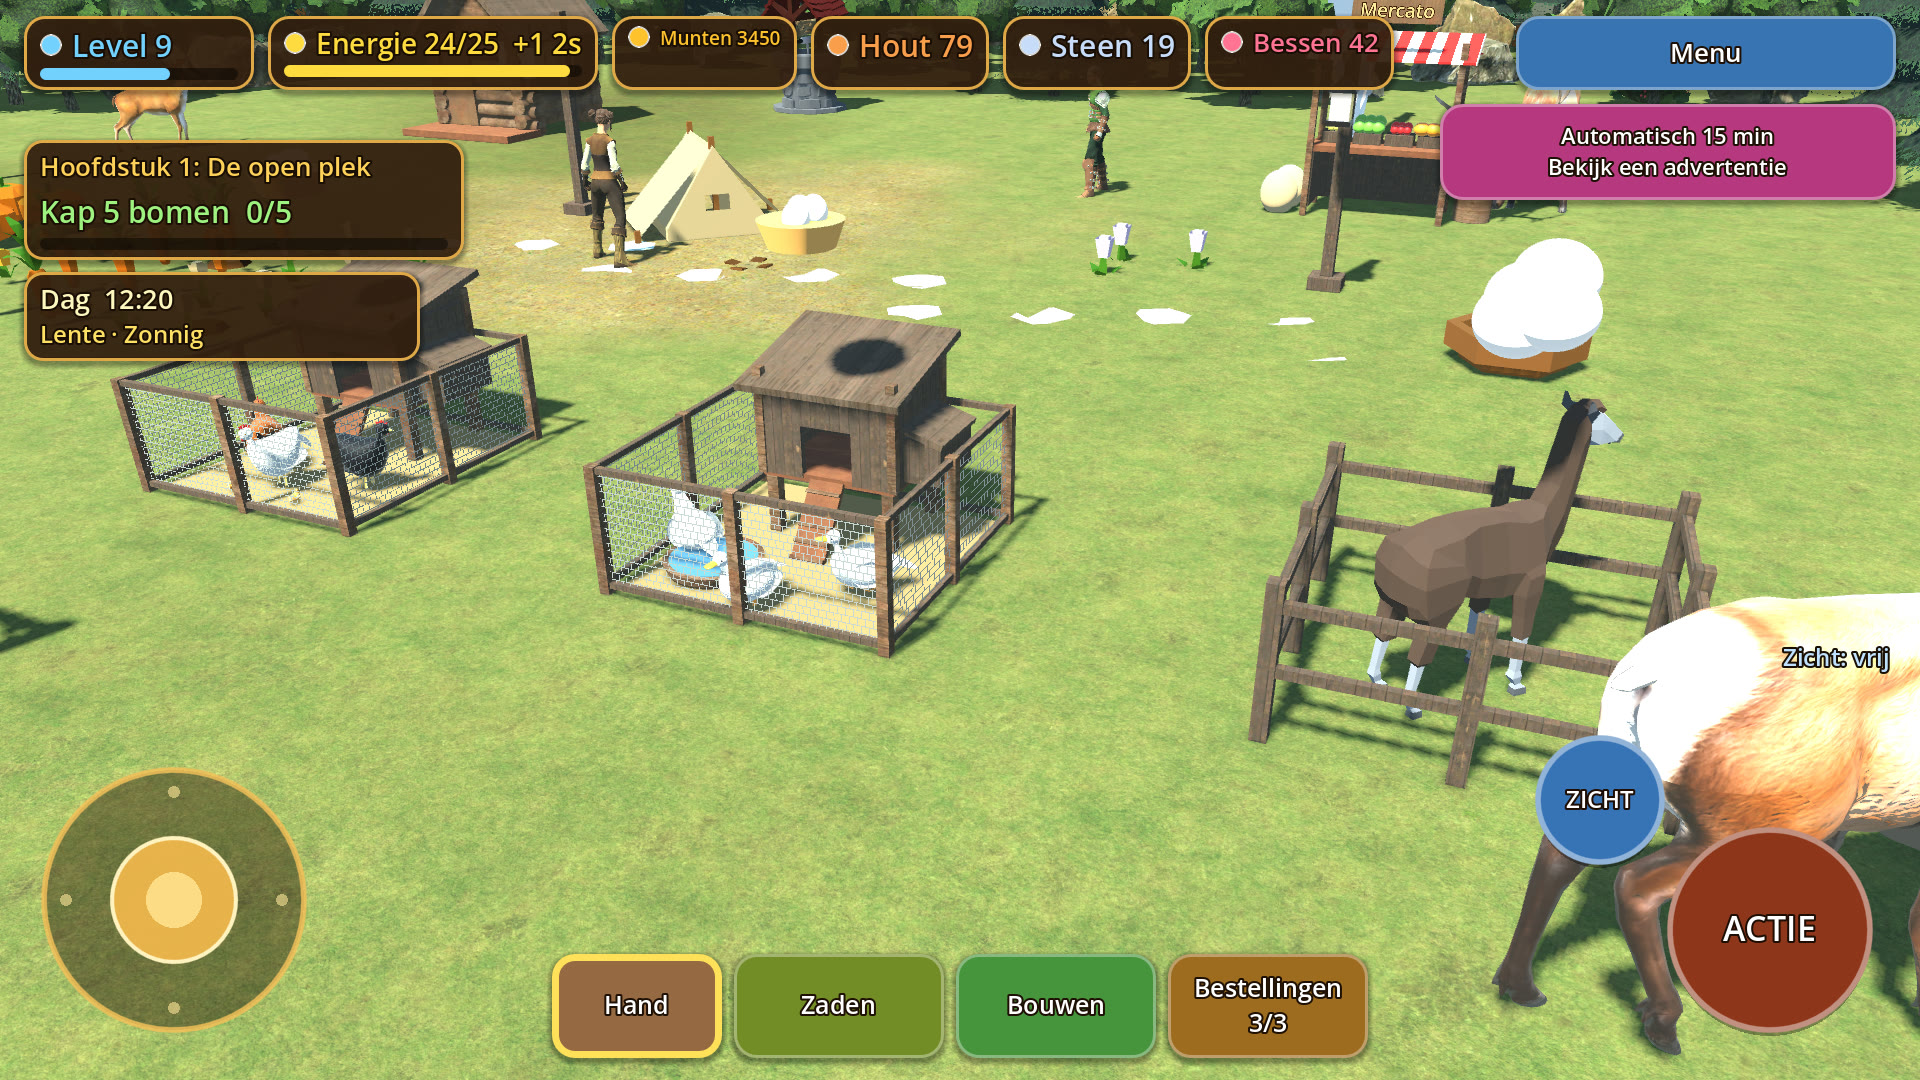 Mercato
Level 9
Energie 24/25 +1 2s
Munten 3450
Hout 79
Steen 19
Bessen 42
Menu
Automatisch 15 min
Bekijk een advertentie
Hoofdstuk 1: De open plek
Kap 5 bomen 0/5
Dag 12:20
Lente · Zonnig
Zicht: vrij
ZICHT
ACTIE
Hand
Zaden
Bouwen
Bestellingen
3/3